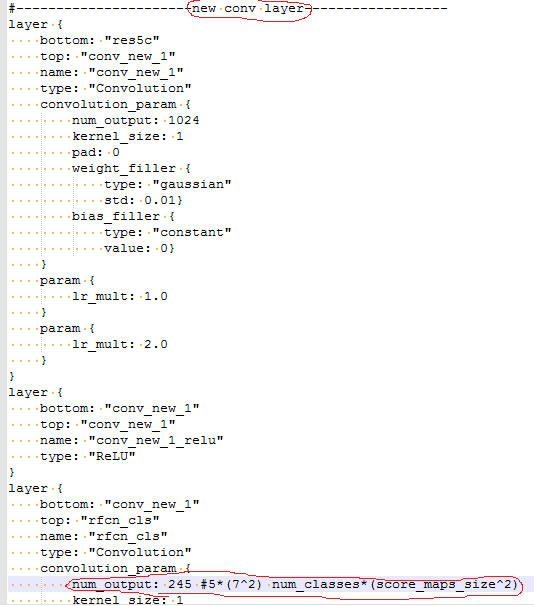 #----------------------new conv layer-----------------
layer {
    bottom: "res5c"
    top: "conv_new_1"
    name: "conv_new_1"
    type: "Convolution"
    convolution_param {
        num_output: 1024
        kernel_size: 1
        pad: 0
        weight_filler {
            type: "gaussian"
            std: 0.01}
        bias_filler {
            type: "constant"
            value: 0}
    }
    param {
        lr_mult: 1.0
    }
    param {
        lr_mult: 2.0
    }
}
layer {
    bottom: "conv_new_1"
    top: "conv_new_1"
    name: "conv_new_1_relu"
    type: "ReLU"
}
layer {
    bottom: "conv_new_1"
    top: "rfcn_cls"
    name: "rfcn_cls"
    type: "Convolution"
    convolution_param {
        num_output: 245 #5*(7^2) num_classes*(score_maps_size^2)
        kernel_size: 1